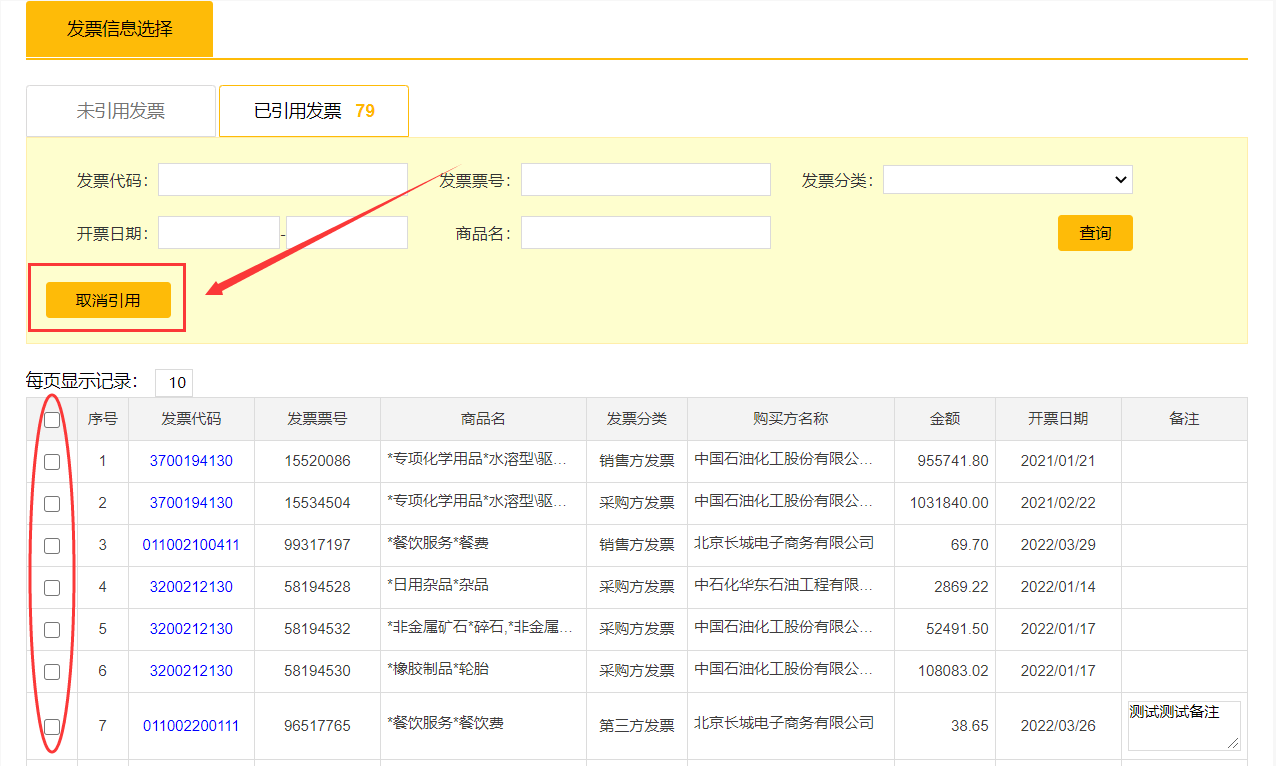 发票信息选择
未引用发票 已引用发票 79
发票代码： 发票票号： 发票分类：
开票日期： - 商品名： 查询
取消引用
每页显示记录： 10
序号 发票代码 发票票号 商品名 发票分类 购买方名称 金额 开票日期 备注
1 3700194130 15520086 *专项化学用品*水溶型\驱... 销售方发票 中国石油化工股份有限公... 955741.80 2021/01/21
2 3700194130 15534504 *专项化学用品*水溶型\驱... 采购方发票 中国石油化工股份有限公... 1031840.00 2021/02/22
3 011002100411 99317197 *餐饮服务*餐费 销售方发票 北京长城电子商务有限公司 69.70 2022/03/29
4 3200212130 58194528 *日用杂品*杂品 采购方发票 中石化华东石油工程有限... 2869.22 2022/01/14
5 3200212130 58194532 *非金属矿石*碎石,*非金属... 采购方发票 中国石油化工股份有限公... 52491.50 2022/01/17
6 3200212130 58194530 *橡胶制品*轮胎 采购方发票 中国石油化工股份有限公... 108083.02 2022/01/17
7 011002200111 96517765 *餐饮服务*餐饮费 第三方发票 北京长城电子商务有限公司 38.65 2022/03/26 测试测试备注